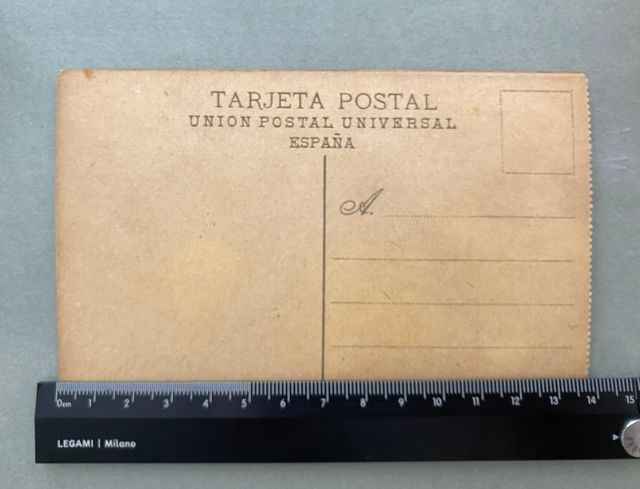 TARJETA POSTAL
UNION POSTAL UNIVERSAL
ESPAÑA
A.
0cm 1 2 3 4 5 6 7 8 9 10 11 12 13 14 15
LEGAMI | Milano